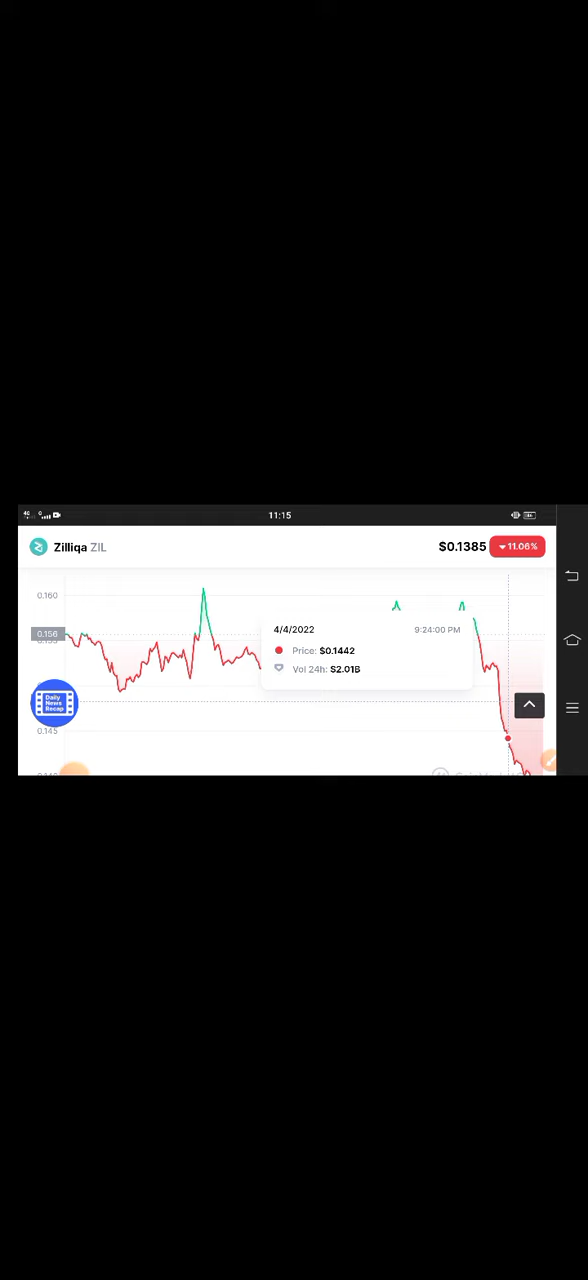 11:15
Zilliqa ZIL
$0.1385 11.06%
0.160
0.156
4/4/2022 9:24:00 PM
Price: $0.1442
Vol 24h: $2.01B
Daily
News
Recap
0.145